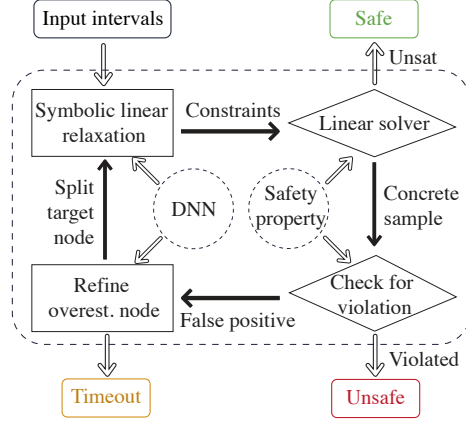 Input intervals
Safe
Unsat
Symbolic linear
relaxation
Constraints
Linear solver
Split
target
node
DNN
Safety
property
Concrete
sample
Refine
overest. node
False positive
Check for
violation
Violated
Timeout
Unsafe